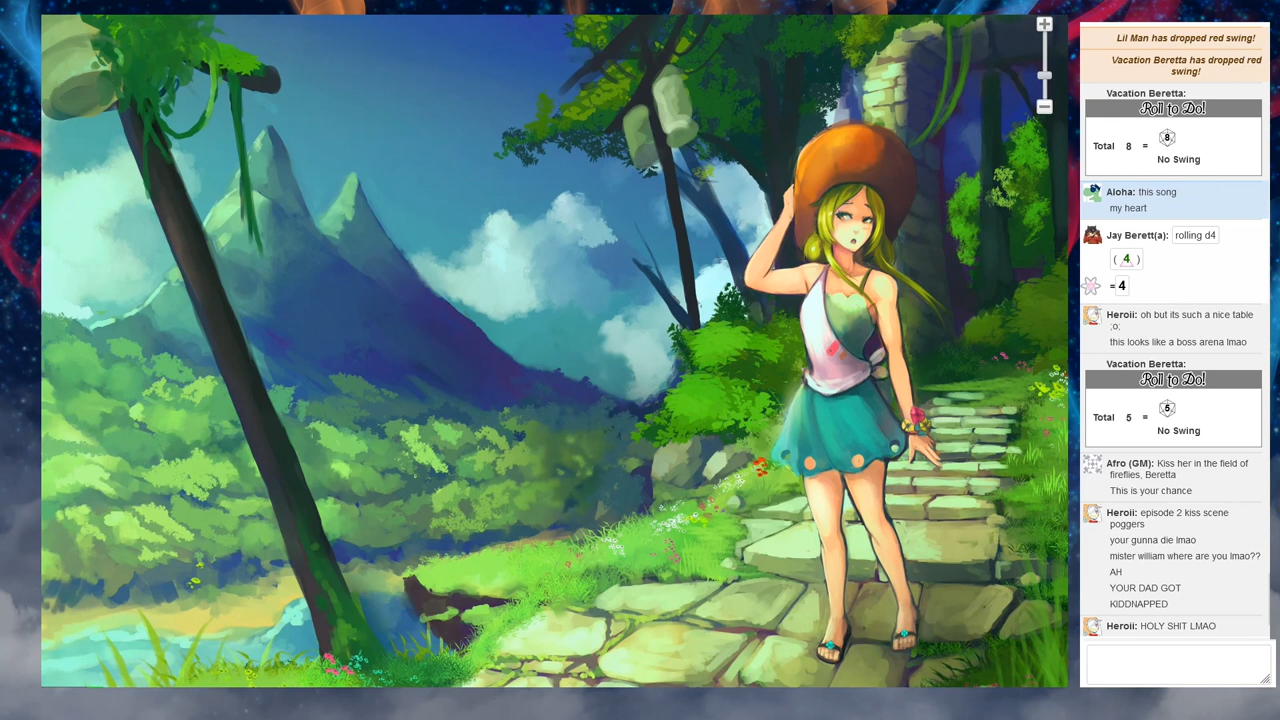 Lil Man has dropped red swing!
Vacation Beretta has dropped red
swing!
Vacation Beretta:
Roll to Do!
Total 8 = 8
No Swing
Aloha: this song
my heart
Jay Berett(a): rolling d4
( 4 )
= 4
Heroii: oh but its such a nice table
;o;
this looks like a boss arena lmao
Vacation Beretta:
Roll to Do!
Total 5 = 5
No Swing
Afro (GM): Kiss her in the field of
fireflies, Beretta
This is your chance
Heroii: episode 2 kiss scene
poggers
your gunna die lmao
mister william where are you lmao??
AH
YOUR DAD GOT
KIDDNAPPED
Heroii: HOLY SHIT LMAO